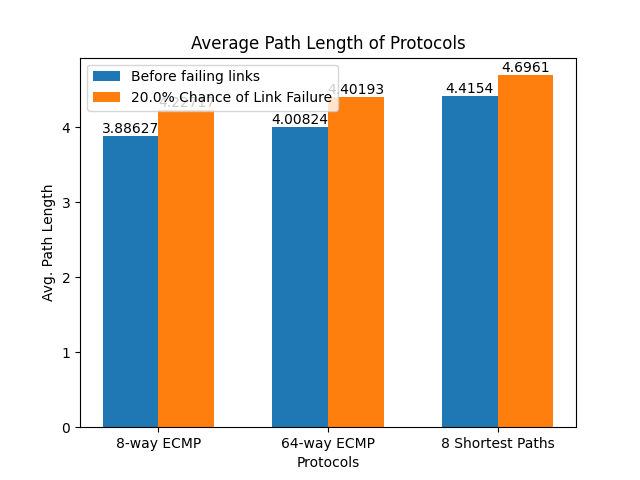 Average Path Length of Protocols
Before failing links
20.0% Chance of Link Failure
4.22717
3.88627
4.00824
4.40193
4.4154
4.6961
Avg. Path Length
4
3
2
1
0
8-way ECMP
64-way ECMP
8 Shortest Paths
Protocols